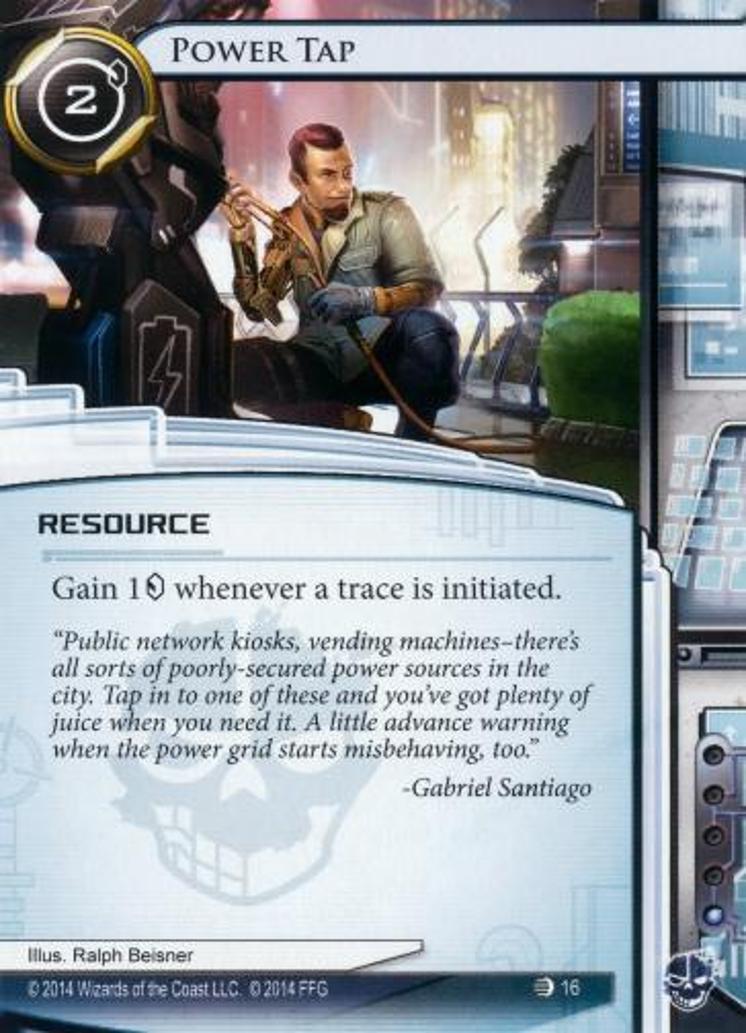 POWER TAP
2
RESOURCE
Gain 1 whenever a trace is initiated.
“Public network kiosks, vending machines–there’s
all sorts of poorly-secured power sources in the
city. Tap in to one of these and you’ve got plenty of
juice when you need it. A little advance warning
when the power grid starts misbehaving, too.”
-Gabriel Santiago
Illus. Ralph Beisner
© 2014 Wizards of the Coast LLC. © 2014 FFG
16